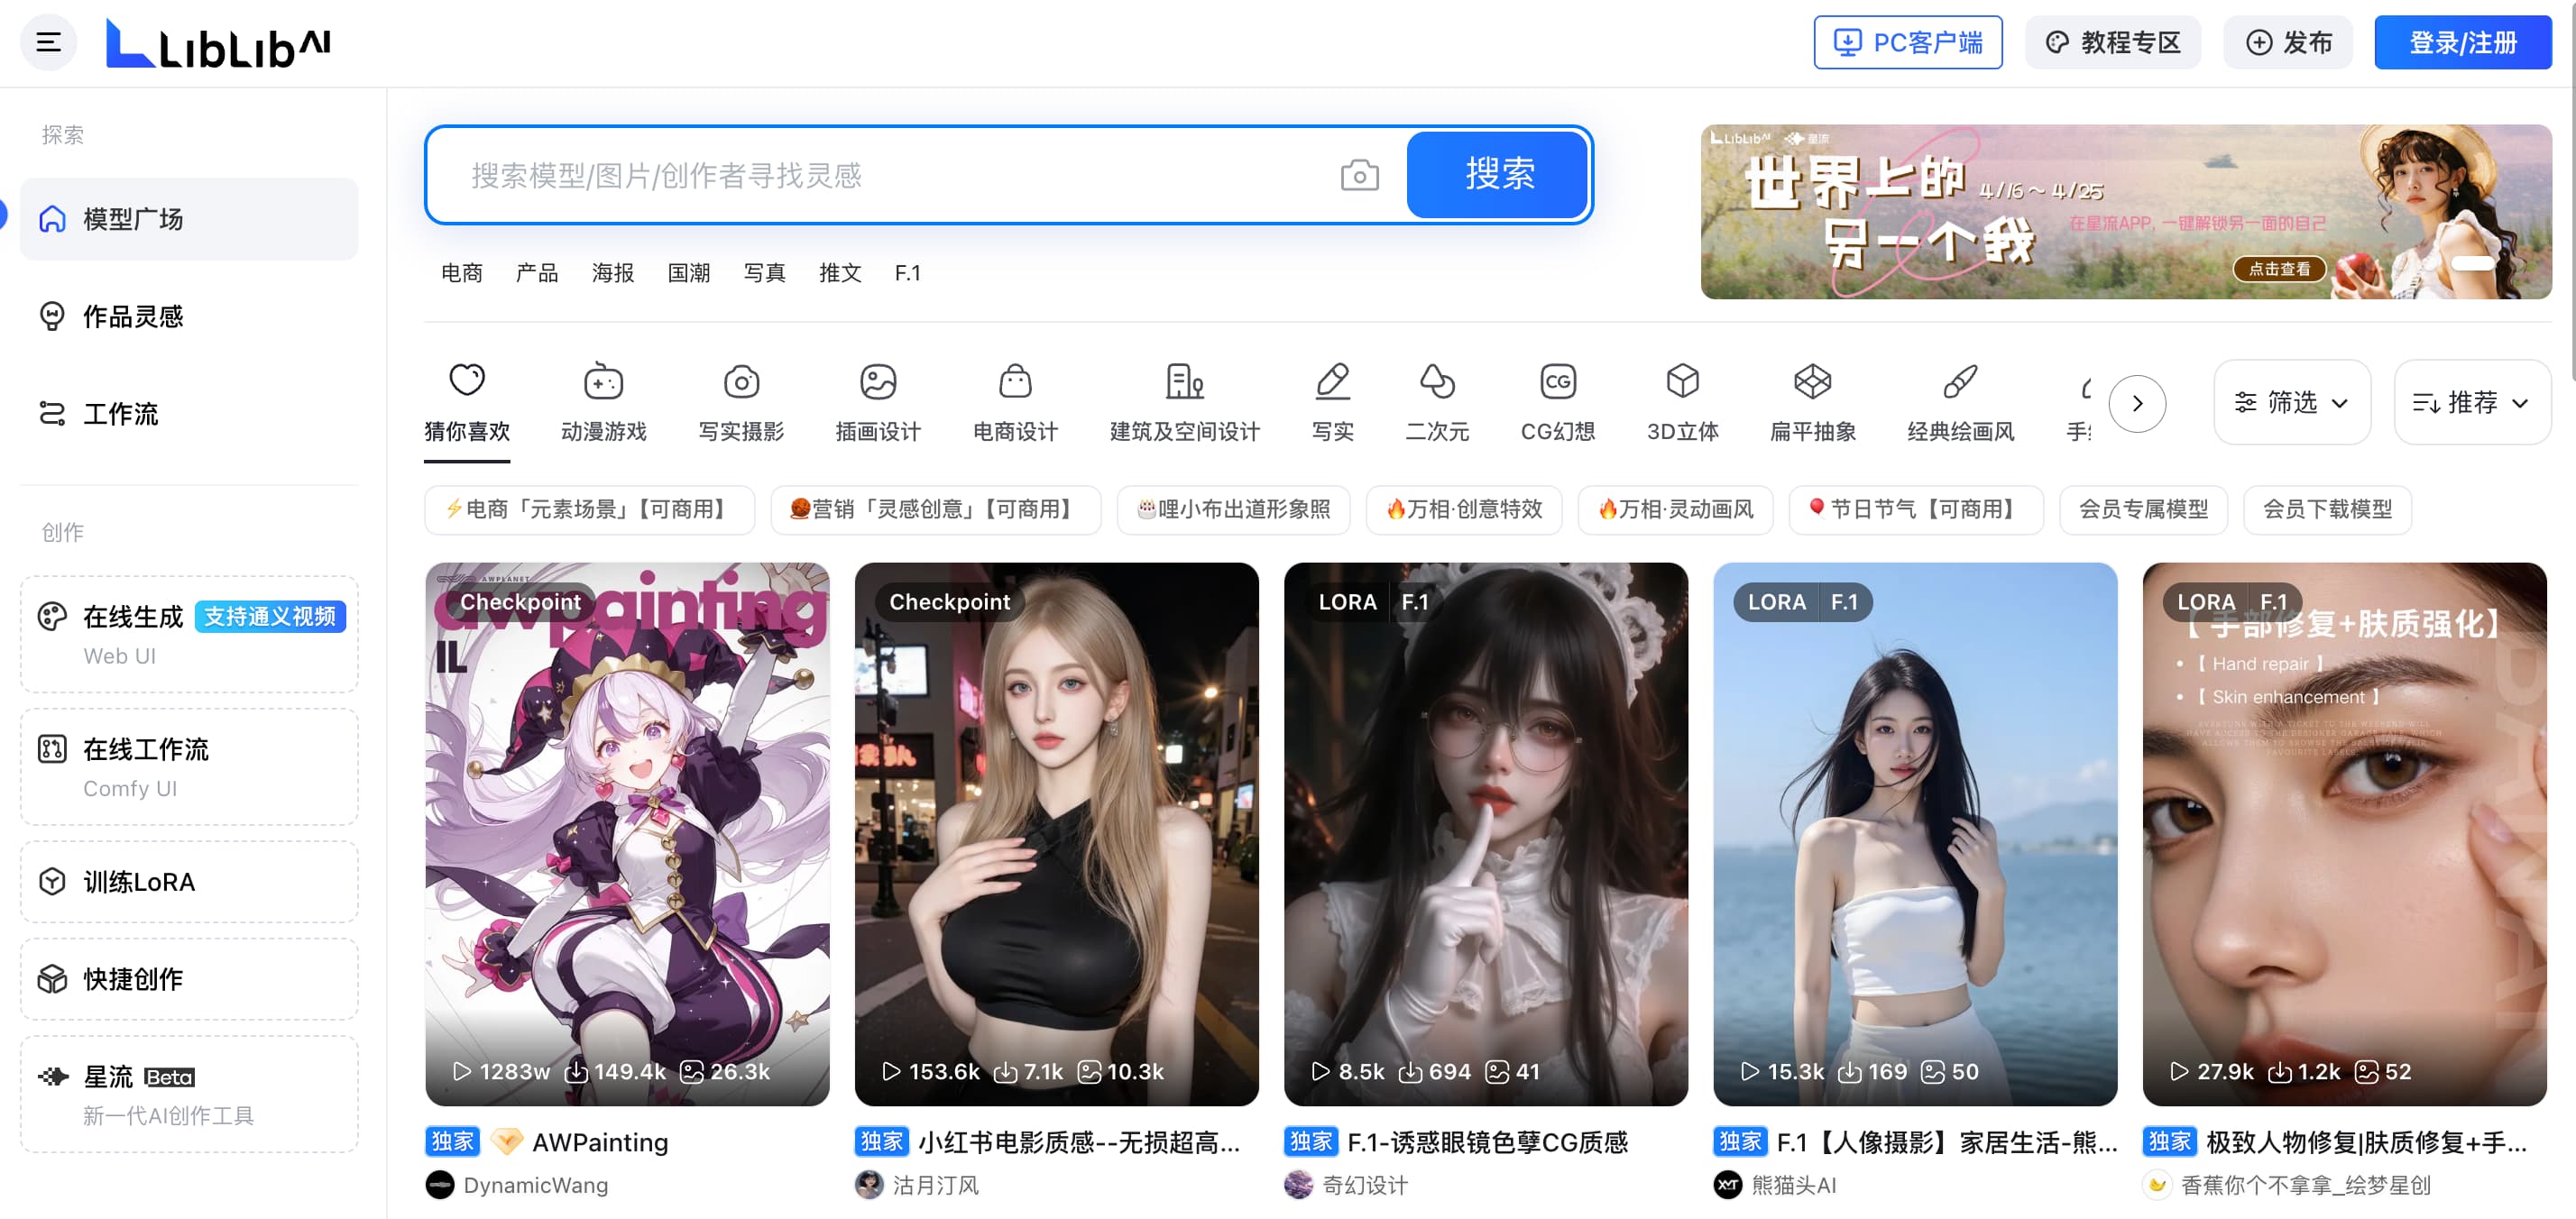 LıbLıbAI
PC客户端
教程专区
发布
登录/注册
探索
模型广场
作品灵感
工作流
创作
在线生成 支持通义视频
Web UI
在线工作流
Comfy UI
训练LoRA
快捷创作
星流 Beta
新一代AI创作工具
搜索模型/图片/创作者寻找灵感
搜索
电商 产品 海报 国潮 写真 推文 F.1
LıbLıbAI 星流
世界上的
4/16～4/25
另一个我
在星流APP, 一键解锁另一面的自己
点击查看
猜你喜欢 动漫游戏 写实摄影 插画设计 电商设计 建筑及空间设计 写实 二次元 CG幻想 3D立体 扁平抽象 经典绘画风
CG
筛选
推荐
⚡电商「元素场景」【可商用】
🏀营销「灵感创意」【可商用】
🎂哩小布出道形象照
🔥万相·创意特效
🔥万相·灵动画风
🎈节日节气【可商用】
会员专属模型
会员下载模型
AWPLANET
awpainting
IL
Checkpoint
1283w 149.4k 26.3k
独家 AWPainting
DynamicWang
Checkpoint
153.6k 7.1k 10.3k
独家 小红书电影质感--无损超高...
沽月汀风
LORA F.1
8.5k 694 41
独家 F.1-诱惑眼镜色孽CG质感
奇幻设计
LORA F.1
15.3k 169 50
独家 F.1【人像摄影】家居生活-熊...
熊猫头AI
LORA F.1
【手部修复+肤质强化】
• 【 Hand repair 】
• 【 Skin enhancement 】
27.9k 1.2k 52
独家 极致人物修复|肤质修复+手...
香蕉你个不拿拿_绘梦星创